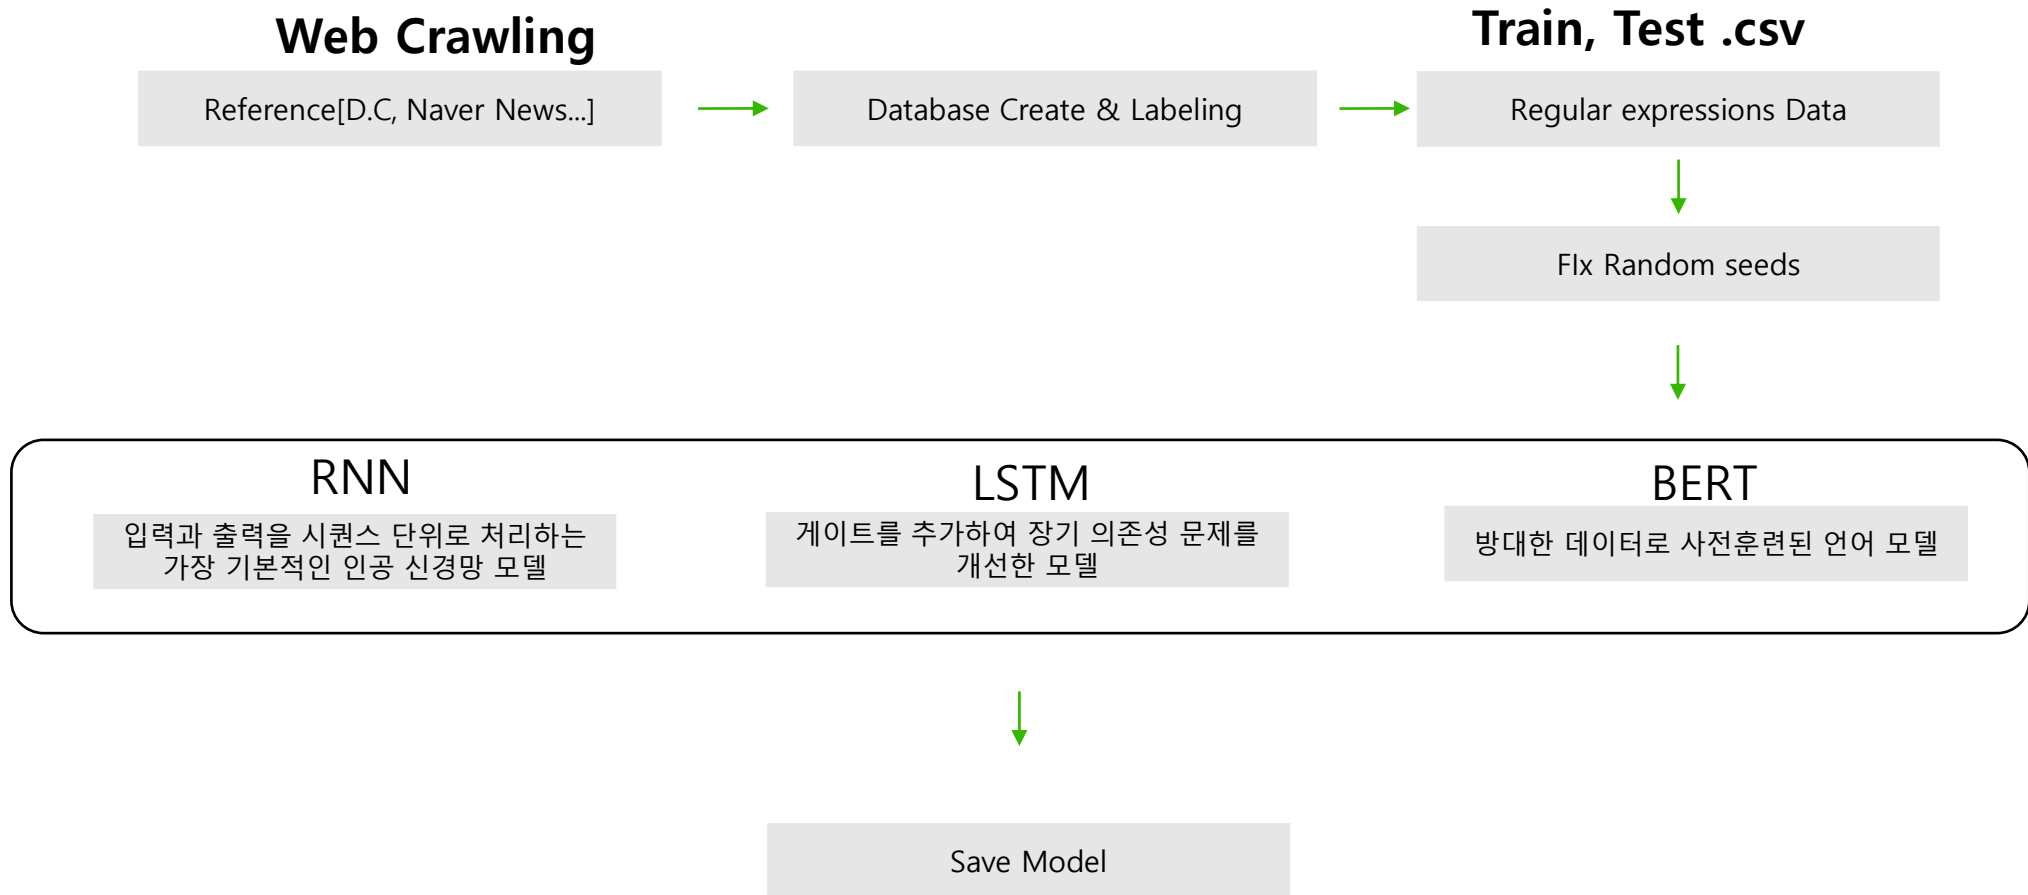 Web Crawling
Train, Test .csv
Reference[D.C, Naver News...]
Database Create & Labeling
Regular expressions Data
FIx Random seeds
RNN
입력과 출력을 시퀀스 단위로 처리하는
가장 기본적인 인공 신경망 모델
LSTM
게이트를 추가하여 장기 의존성 문제를
개선한 모델
BERT
방대한 데이터로 사전훈련된 언어 모델
Save Model